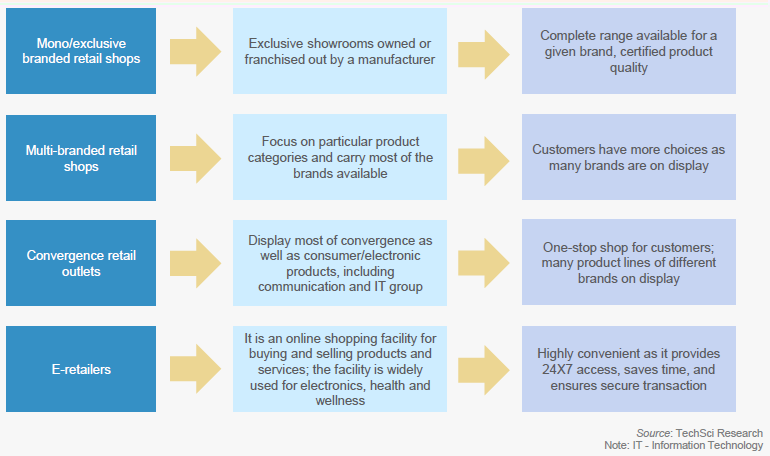 Mono/exclusive
branded retail shops
Exclusive showrooms owned or
franchised out by a manufacturer
Complete range available for a
given brand, certified product
quality
Multi-branded retail
shops
Focus on particular product
categories and carry most of the
brands available
Customers have more choices as
many brands are on display
Convergence retail
outlets
Display most of convergence as
well as consumer/electronic
products, including
communication and IT group
One-stop shop for customers;
many product lines of different
brands on display
E-retailers
It is an online shopping facility for
buying and selling products and
services; the facility is widely
used for electronics, health and
wellness
Highly convenient as it provides
24X7 access, saves time, and
ensures secure transaction
Source: TechSci Research
Note: IT - Information Technology